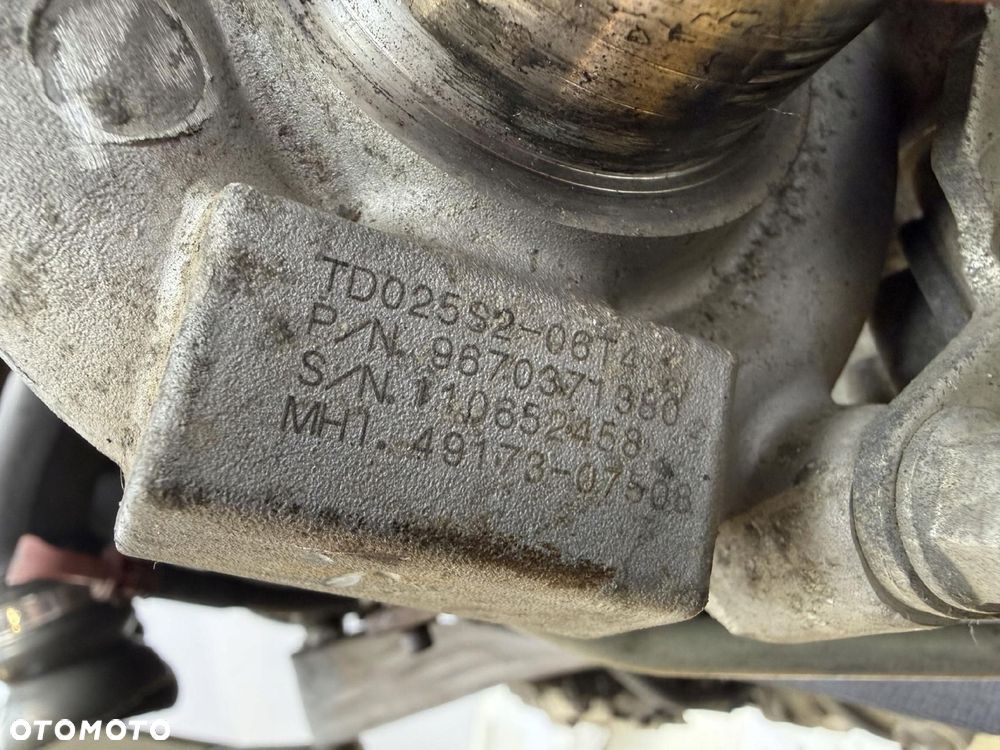 TD025S2-06T4
P/N. 9670371380
S/N. 110652458
MHI. 49173-07508
OTOMOTO